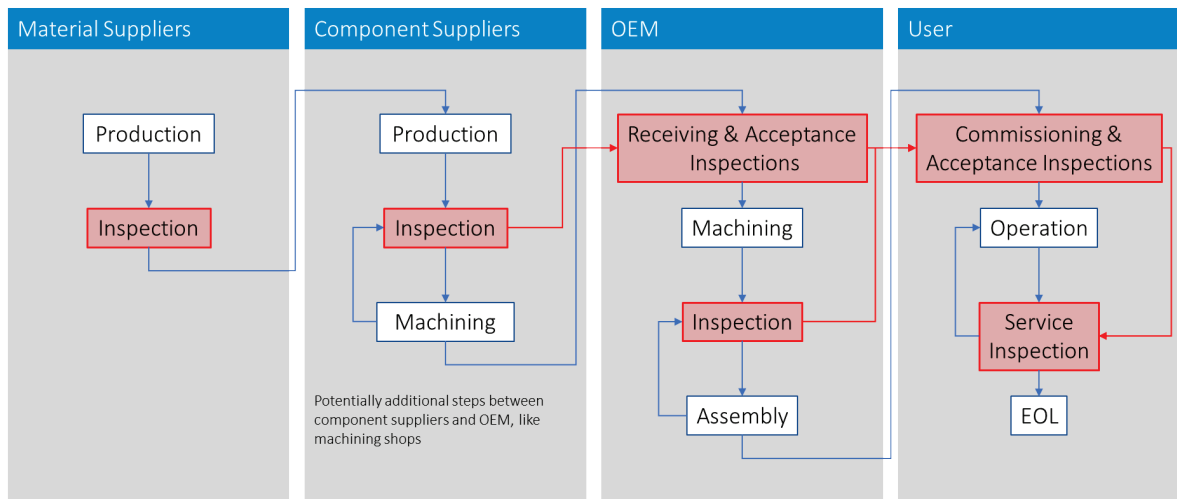 Material Suppliers
Production
Inspection
Component Suppliers
Production
Inspection
Machining
Potentially additional steps between
component suppliers and OEM, like
machining shops
OEM
Receiving & Acceptance
Inspections
Machining
Inspection
Assembly
User
Commissioning &
Acceptance Inspections
Operation
Service
Inspection
EOL